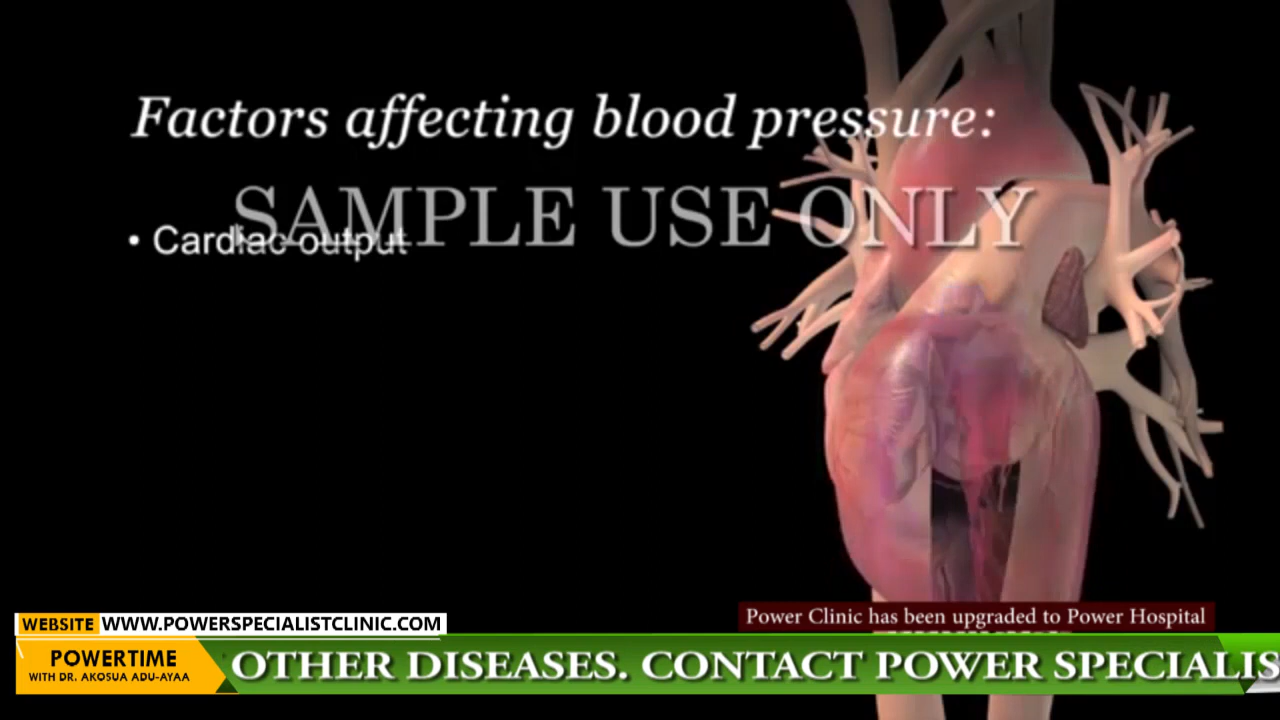 Factors affecting blood pressure:
SAMPLE USE ONLY
• Cardiac output
Power Clinic has been upgraded to Power Hospital
WEBSITE WWW.POWERSPECIALISTCLINIC.COM
POWERTIME
WITH DR. AKOSUA ADU-AYAA
OTHER DISEASES. CONTACT POWER SPECIALIS